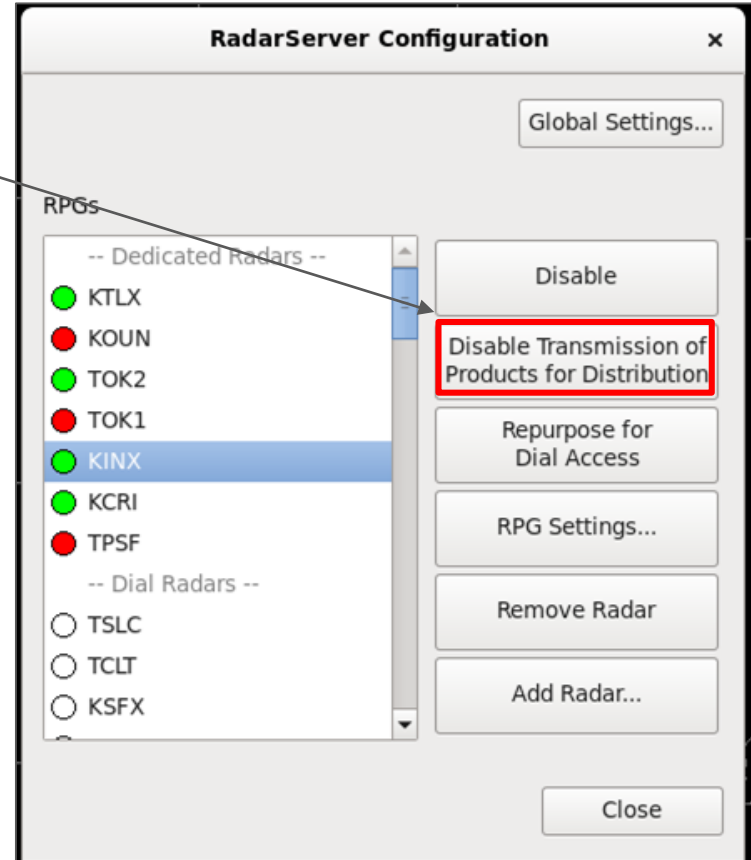 RadarServer Configuration x
Global Settings...
RPGs
-- Dedicated Radars --
KTLX
KOUN
TOK2
TOK1
KINX
KCRI
TPSF
-- Dial Radars --
TSLC
TCLT
KSFX
Disable
Disable Transmission of
Products for Distribution
Repurpose for
Dial Access
RPG Settings...
Remove Radar
Add Radar...
Close